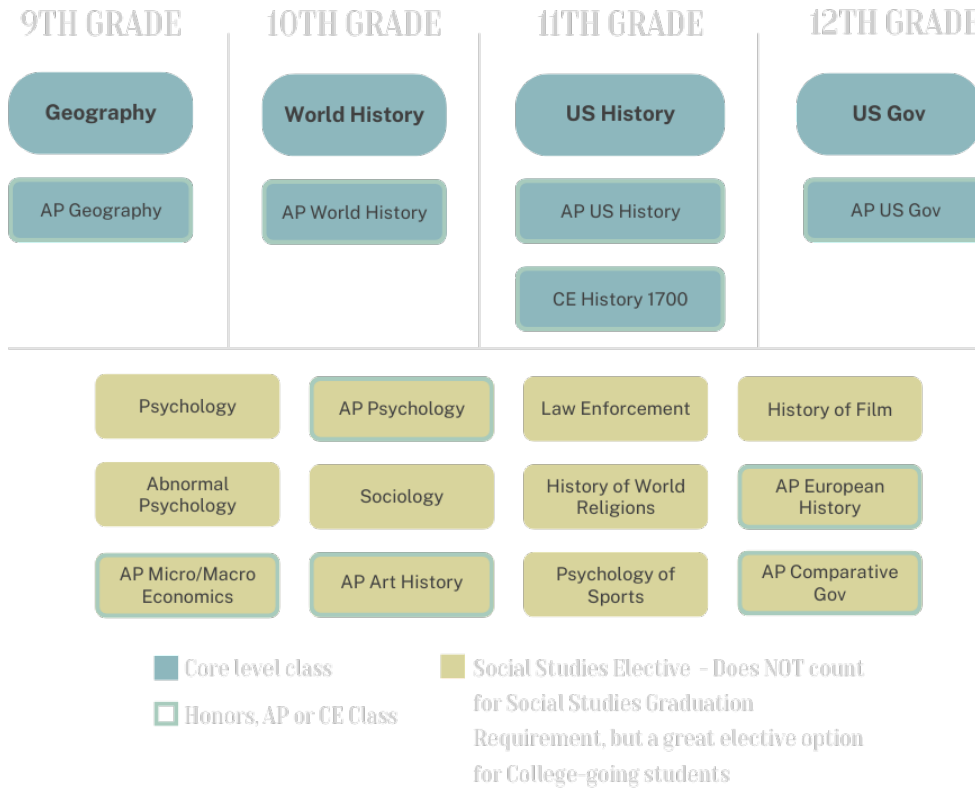 9TH GRADE
10TH GRADE
11TH GRADE
12TH GRADE
Geography
World History
US History
US Gov
AP Geography
AP World History
AP US History
AP US Gov
CE History 1700
Psychology
AP Psychology
Law Enforcement
History of Film
Abnormal
Psychology
Sociology
History of World
Religions
AP European
History
AP Micro/Macro
Economics
AP Art History
Psychology of
Sports
AP Comparative
Gov
Core level class
Honors, AP or CE Class
Social Studies Elective - Does NOT count
for Social Studies Graduation
Requirement, but a great elective option
for College-going students